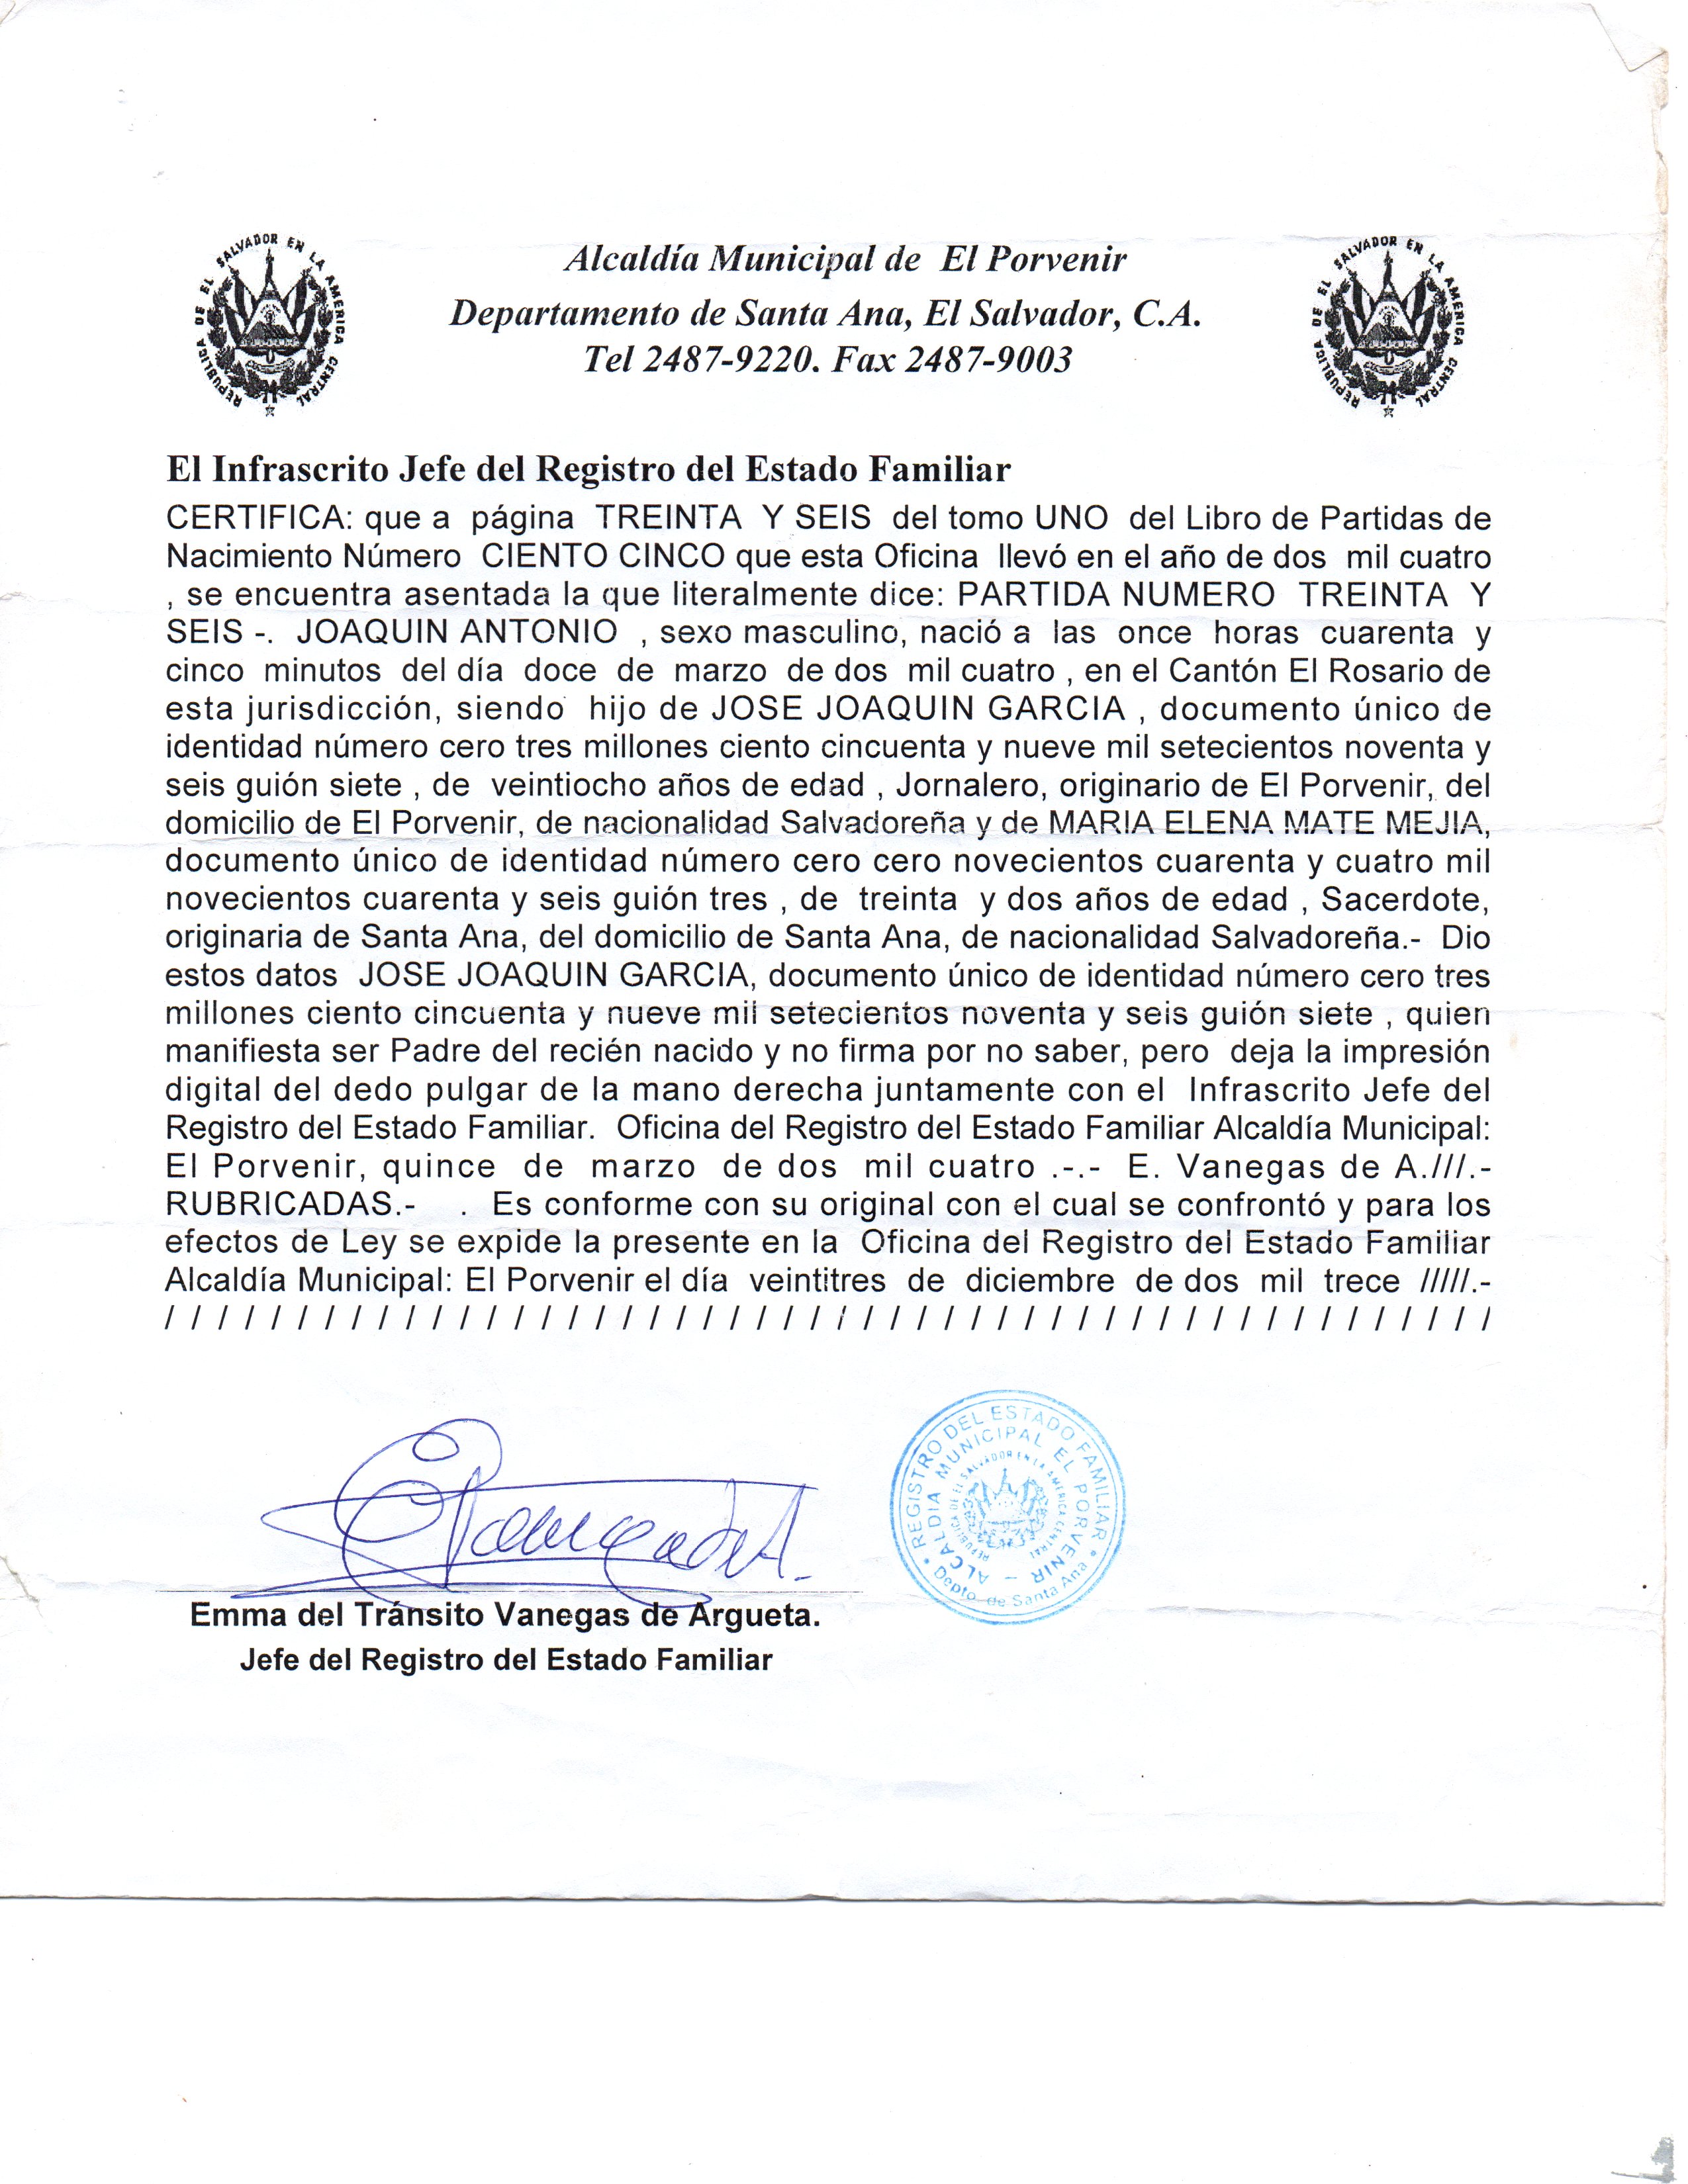 Alcaldía Municipal de El Porvenir
Departamento de Santa Ana, El Salvador, C.A.
Tel 2487-9220. Fax 2487-9003
REPUBLICA DE EL SALVADOR EN LA AMERICA CENTRAL
REPUBLICA DE EL SALVADOR EN LA AMERICA CENTRAL
El Infrascrito Jefe del Registro del Estado Familiar
CERTIFICA: que a página TREINTA Y SEIS del tomo UNO del Libro de Partidas de
Nacimiento Número CIENTO CINCO que esta Oficina llevó en el año de dos mil cuatro
, se encuentra asentada la que literalmente dice: PARTIDA NUMERO TREINTA Y
SEIS -. JOAQUIN ANTONIO , sexo masculino, nació a las once horas cuarenta y
cinco minutos del día doce de marzo de dos mil cuatro , en el Cantón El Rosario de
esta jurisdicción, siendo hijo de JOSE JOAQUIN GARCIA , documento único de
identidad número cero tres millones ciento cincuenta y nueve mil setecientos noventa y
seis guión siete , de veintiocho años de edad , Jornalero, originario de El Porvenir, del
domicilio de El Porvenir, de nacionalidad Salvadoreña y de MARIA ELENA MATE MEJIA,
documento único de identidad número cero cero novecientos cuarenta y cuatro mil
novecientos cuarenta y seis guión tres , de treinta y dos años de edad , Sacerdote,
originaria de Santa Ana, del domicilio de Santa Ana, de nacionalidad Salvadoreña.- Dio
estos datos JOSE JOAQUIN GARCIA, documento único de identidad número cero tres
millones ciento cincuenta y nueve mil setecientos noventa y seis guión siete , quien
manifiesta ser Padre del recién nacido y no firma por no saber, pero deja la impresión
digital del dedo pulgar de la mano derecha juntamente con el Infrascrito Jefe del
Registro del Estado Familiar. Oficina del Registro del Estado Familiar Alcaldía Municipal:
El Porvenir, quince de marzo de dos mil cuatro .-.- E. Vanegas de A.///.-
RUBRICADAS.- . Es conforme con su original con el cual se confrontó y para los
efectos de Ley se expide la presente en la Oficina del Registro del Estado Familiar
Alcaldía Municipal: El Porvenir el día veintitres de diciembre de dos mil trece /////.-
/ / / / / / / / / / / / / / / / / / / / / / / / / / / / / / / / / / / / / / / / / / / / / / / / / /
REGISTRO DEL ESTADO FAMILIAR
ALCALDIA MUNICIPAL EL PORVENIR
REPUBLICA DE EL SALVADOR EN LA AMERICA CENTRAL
Depto. de Santa Ana
Emma del Tránsito Vanegas de Argueta.
Jefe del Registro del Estado Familiar